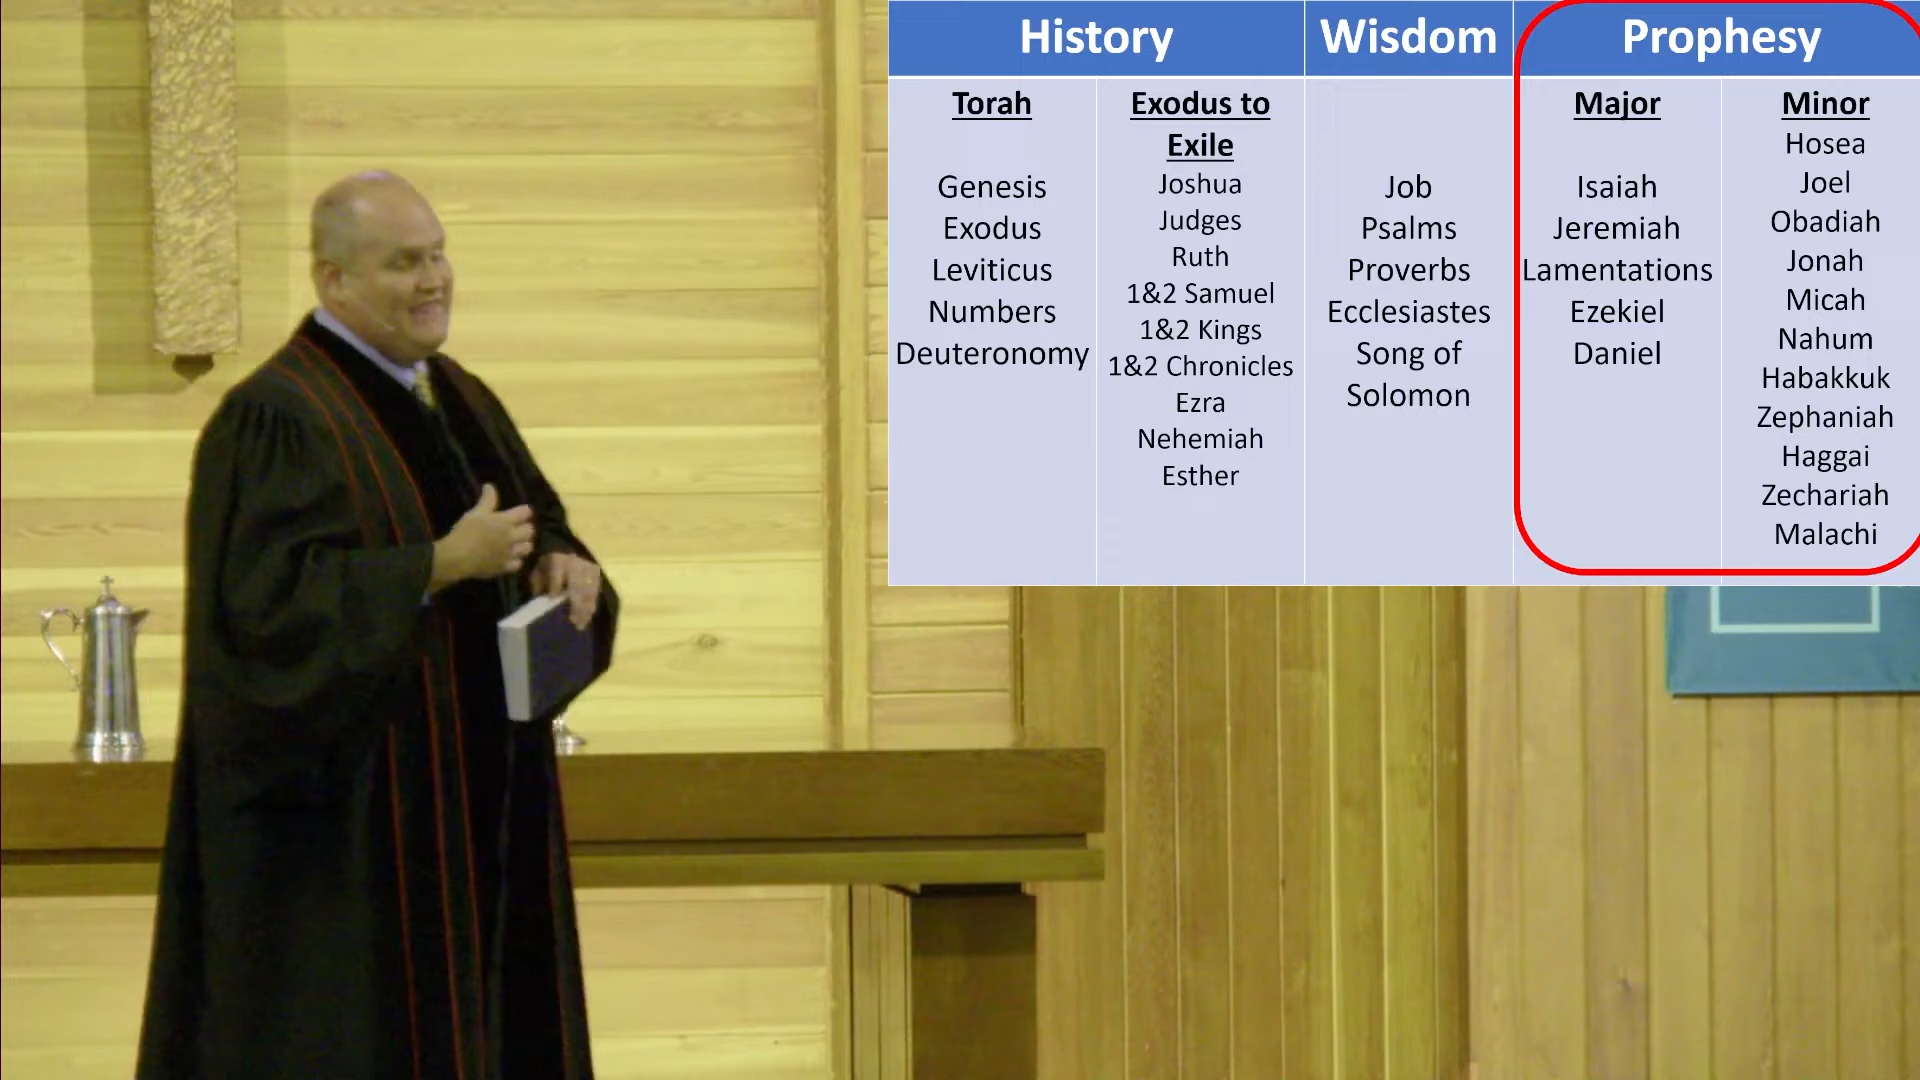 History
Wisdom
Prophesy
Torah
Genesis
Exodus
Leviticus
Numbers
Deuteronomy
Exodus to
Exile
Joshua
Judges
Ruth
1&2 Samuel
1&2 Kings
1&2 Chronicles
Ezra
Nehemiah
Esther
Job
Psalms
Proverbs
Ecclesiastes
Song of
Solomon
Major
Isaiah
Jeremiah
Lamentations
Ezekiel
Daniel
Minor
Hosea
Joel
Obadiah
Jonah
Micah
Nahum
Habakkuk
Zephaniah
Haggai
Zechariah
Malachi